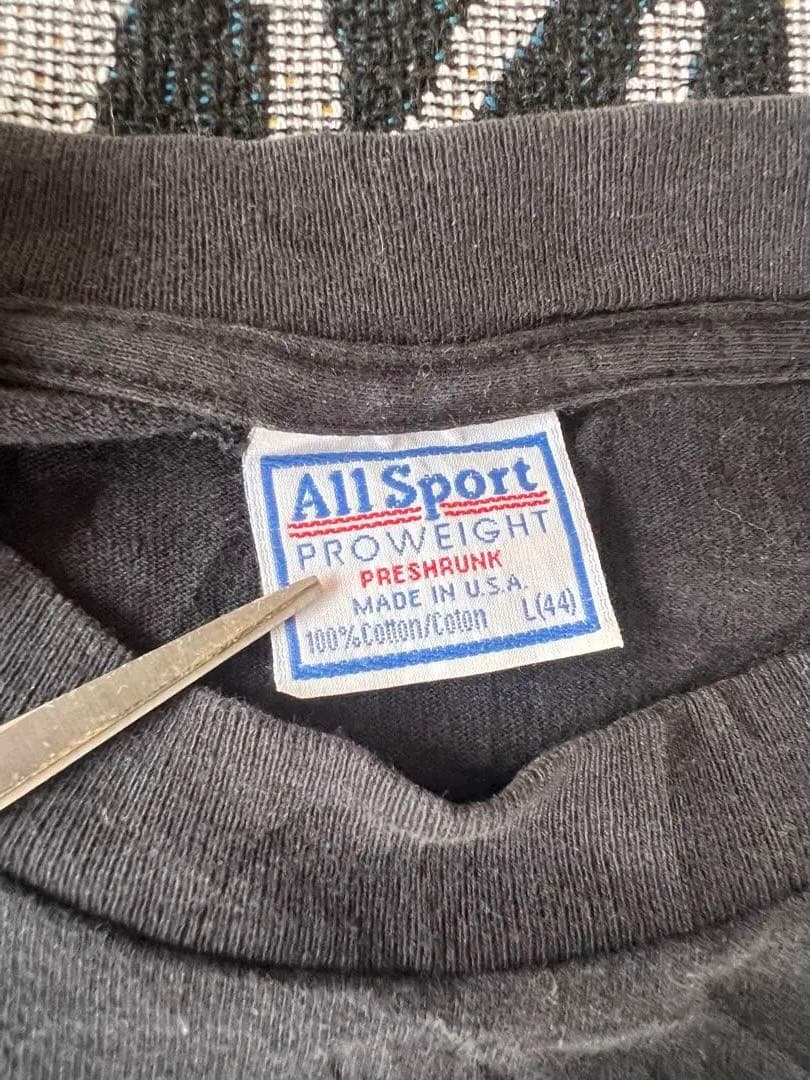 All Sport
PROWEIGHT
PRESHRUNK
MADE IN U.S.A.
100% Cotton/Coton L(44)